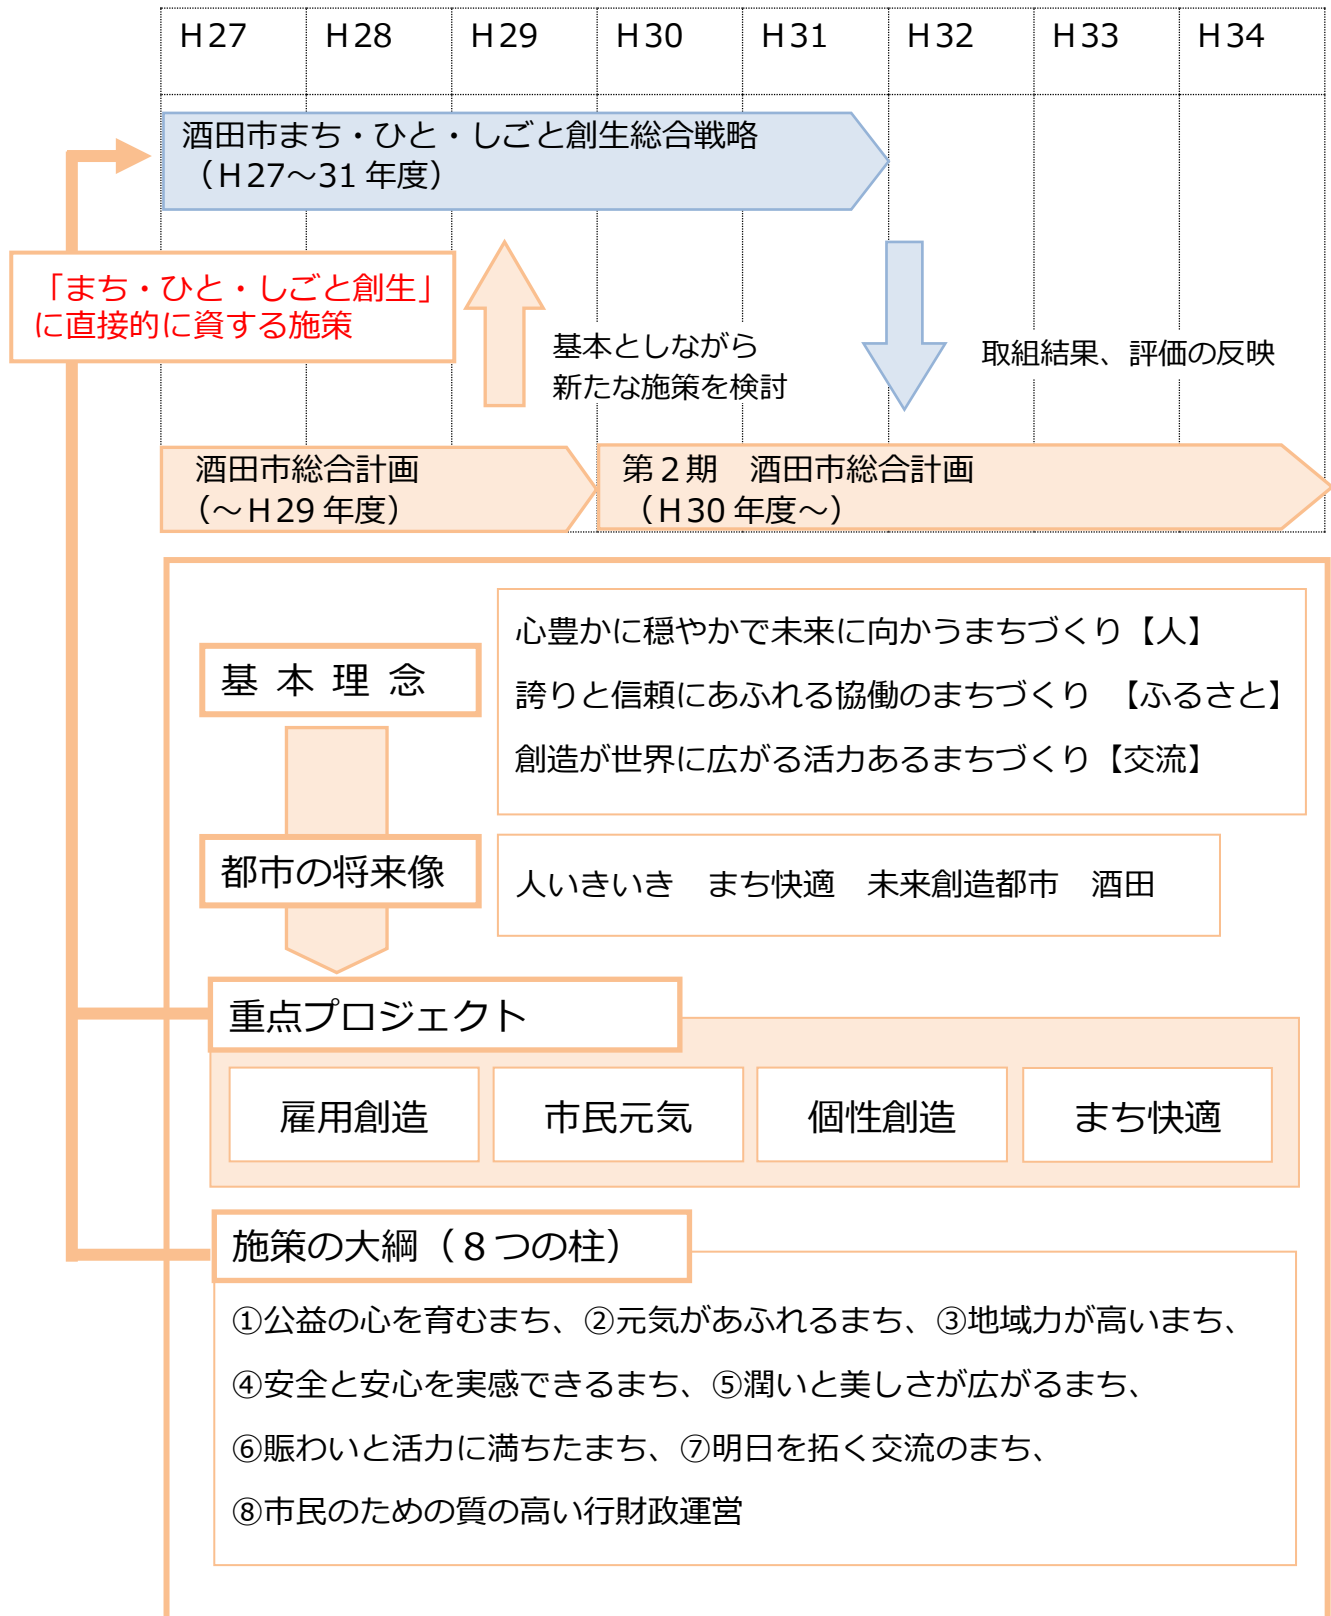 H27 H28 H29 H30 H31 H32 H33 H34
酒田市まち・ひと・しごと創生総合戦略
（H27～31年度）
「まち・ひと・しごと創生」
に直接的に資する施策
基本としながら
新たな施策を検討
取組結果、評価の反映
酒田市総合計画
（～H29年度）
第２期　酒田市総合計画
（H30年度～）
基 本 理 念
心豊かに穏やかで未来に向かうまちづくり【人】
誇りと信頼にあふれる協働のまちづくり　【ふるさと】
創造が世界に広がる活力あるまちづくり【交流】
都市の将来像
人いきいき　まち快適　未来創造都市　酒田
重点プロジェクト
雇用創造
市民元気
個性創造
まち快適
施策の大綱（８つの柱）
①公益の心を育むまち、②元気があふれるまち、③地域力が高いまち、
④安全と安心を実感できるまち、⑤潤いと美しさが広がるまち、
⑥賑わいと活力に満ちたまち、⑦明日を拓く交流のまち、
⑧市民のための質の高い行財政運営